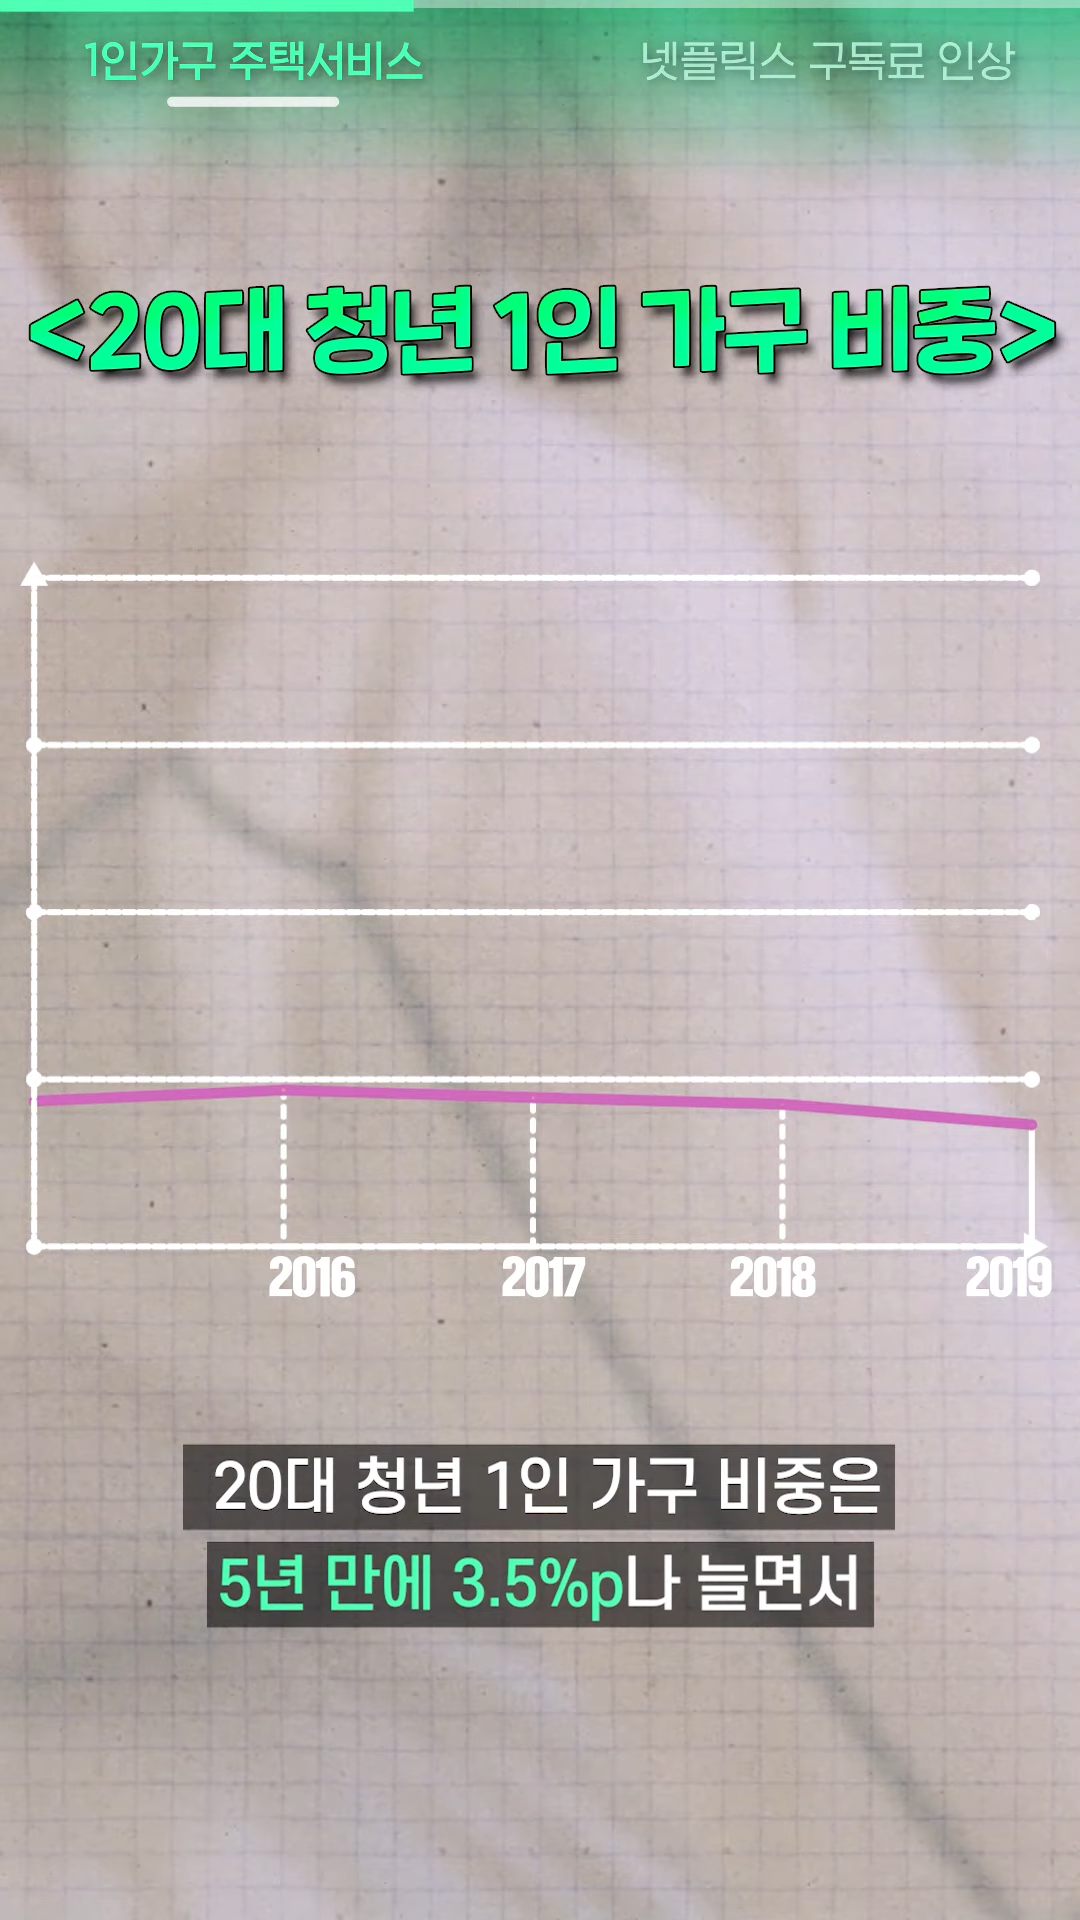 1인가구 주택서비스
넷플릭스 구독료 인상
<20대 청년 1인 가구 비중>
2016
2017
2018
2019
20대 청년 1인 가구 비중은
5년 만에 3.5%p나 늘면서